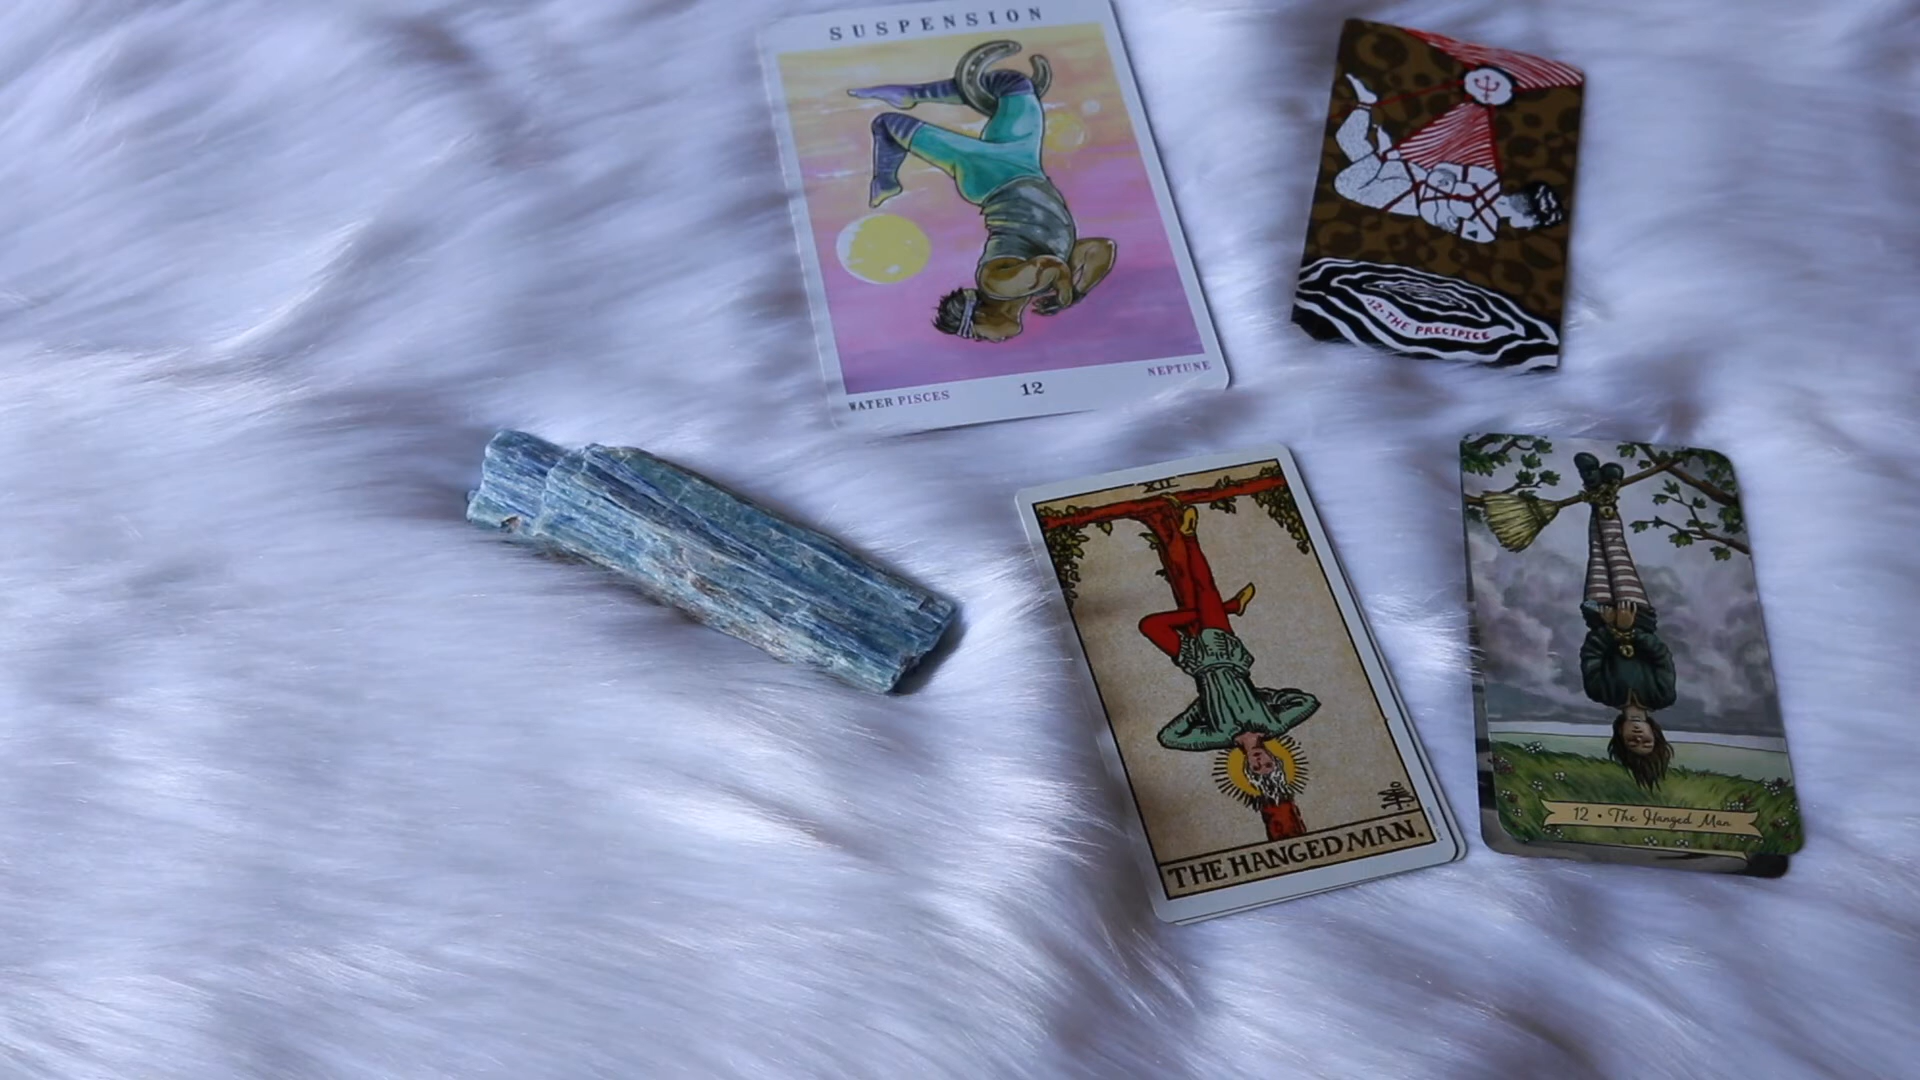 SUSPENSION
WATER PISCES
12
NEPTUNE
12·THE PRECIPICE
XII
THE HANGED MAN.
12 • The Hanged Man